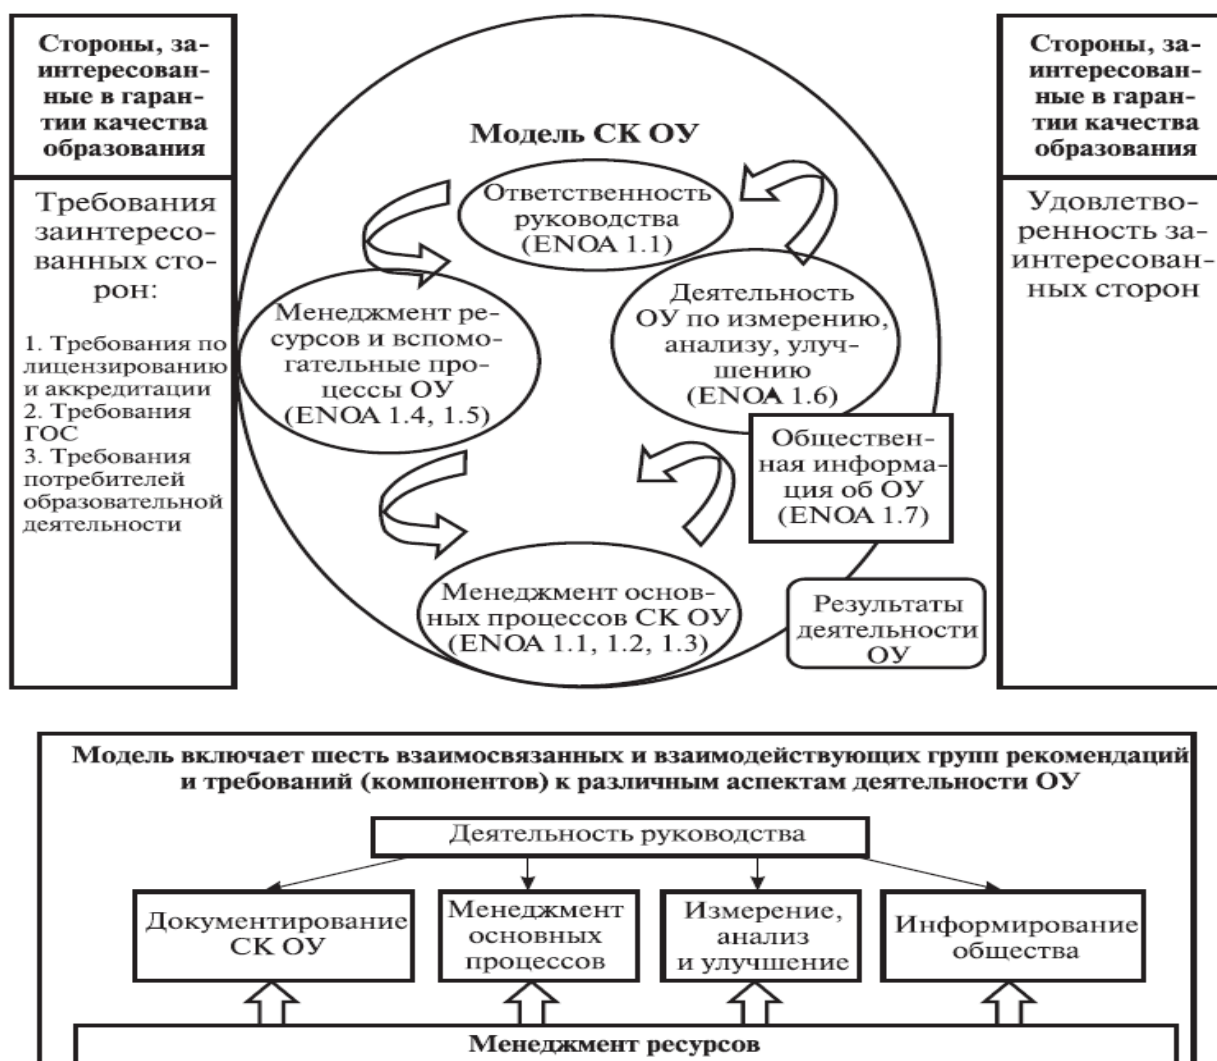 Стороны, за-
интересован-
ные в гаран-
тии качества
образования
Требования
заинтересо-
ванных сто-
рон:
1. Требования по
лицензированию
и аккредитации
2. Требования
ГОС
3. Требования
потребителей
образовательной
деятельности
Модель СК ОУ
Ответственность
руководства
(ENOA 1.1)
Менеджмент ре-
сурсов и вспомо-
гательные про-
цессы ОУ
(ENOA 1.4, 1.5)
Деятельность
ОУ по измерению,
анализу, улуч-
шению
(ENOA 1.6)
Обществен-
ная информа-
ция об ОУ
(ENOA 1.7)
Менеджмент основ-
ных процессов СК ОУ
(ENOA 1.1, 1.2, 1.3)
Результаты
деятельности
ОУ
Стороны, за-
интересован-
ные в гаран-
тии качества
образования
Удовлетво-
ренность за-
интересован-
ных сторон
Модель включает шесть взаимосвязанных и взаимодействующих групп рекомендаций
и требований (компонентов) к различным аспектам деятельности ОУ
Деятельность руководства
Документирование
СК ОУ
Менеджмент
основных
процессов
Измерение,
анализ
и улучшение
Информирование
общества
Менеджмент ресурсов